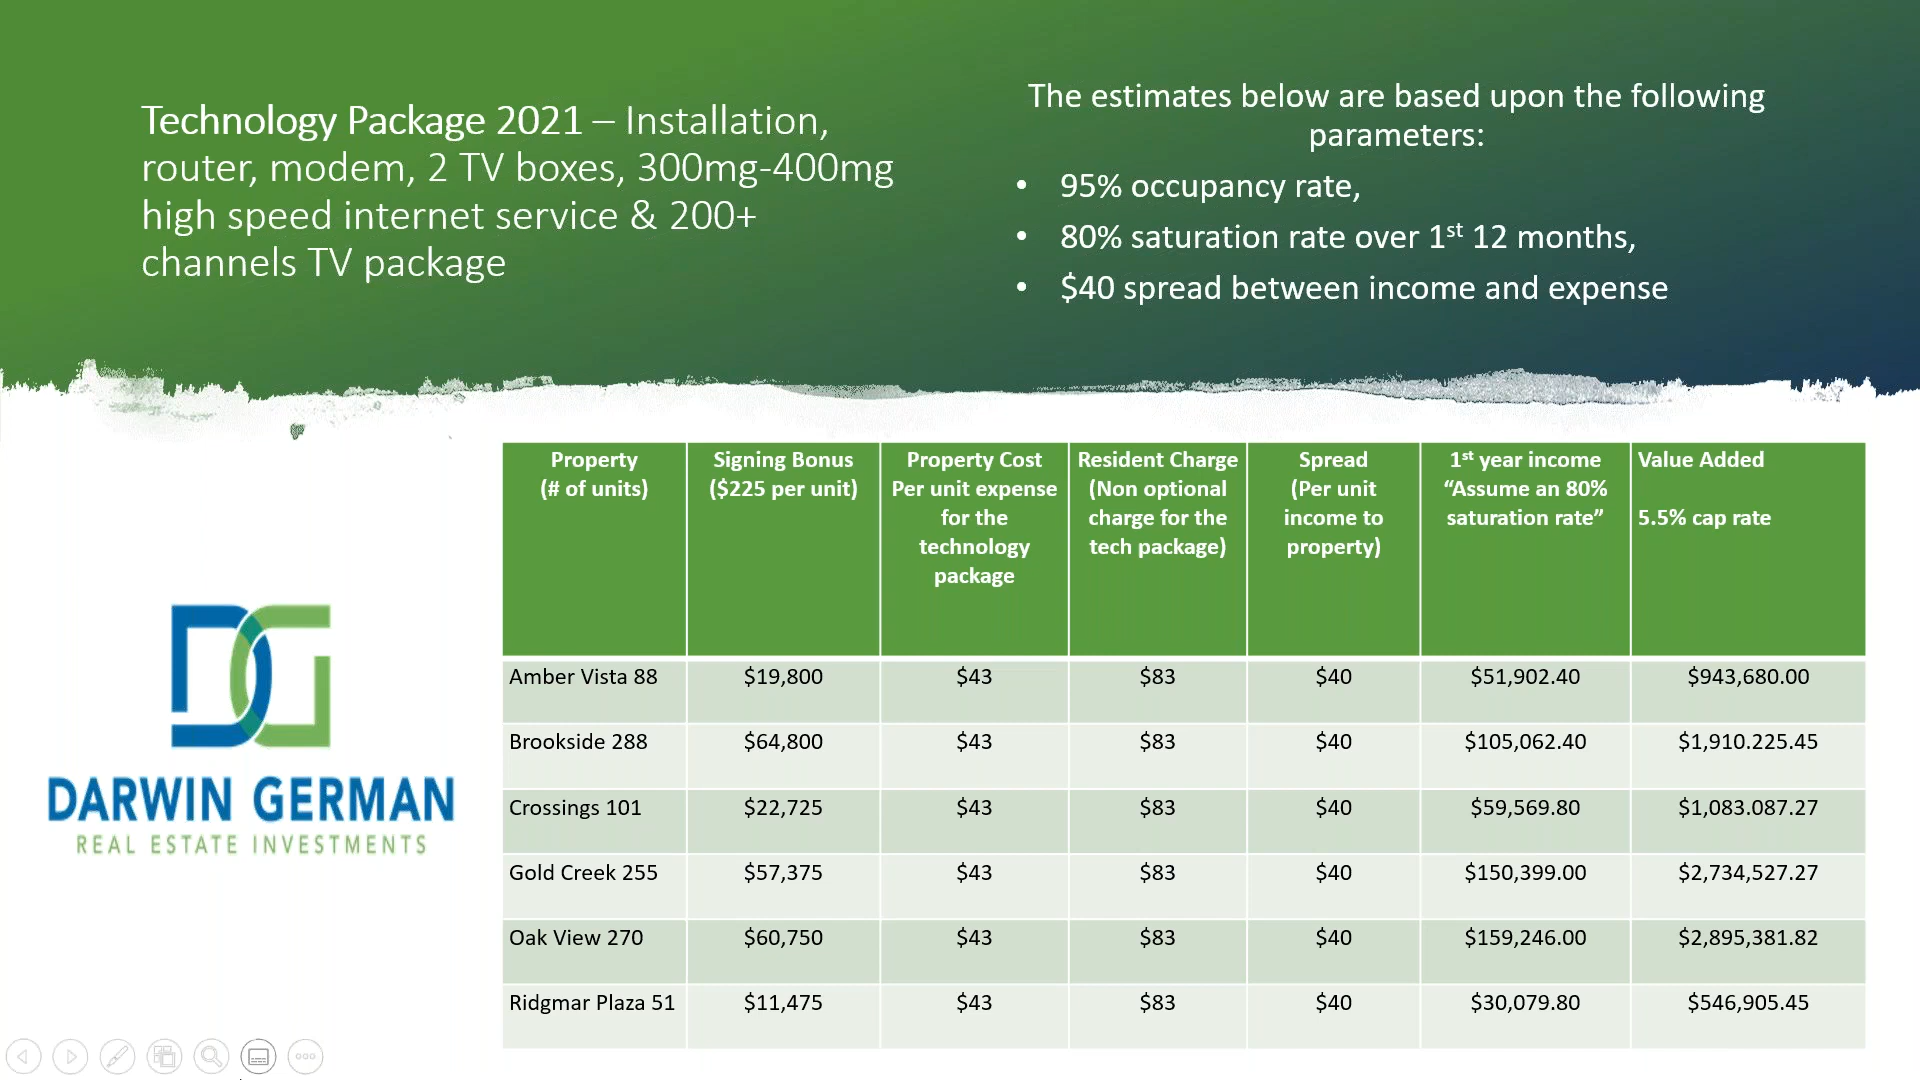 Technology Package 2021 – Installation,
router, modem, 2 TV boxes, 300mg-400mg
high speed internet service & 200+
channels TV package
The estimates below are based upon the following
parameters:
• 95% occupancy rate,
• 80% saturation rate over 1st 12 months,
• $40 spread between income and expense
DG
DARWIN GERMAN
REAL ESTATE INVESTMENTS
Property
(# of units)
Signing Bonus
($225 per unit)
Property Cost
Per unit expense
for the
technology
package
Resident Charge
(Non optional
charge for the
tech package)
Spread
(Per unit
income to
property)
1st year income
“Assume an 80%
saturation rate”
Value Added
5.5% cap rate
Amber Vista 88 $19,800 $43 $83 $40 $51,902.40 $943,680.00
Brookside 288 $64,800 $43 $83 $40 $105,062.40 $1,910.225.45
Crossings 101 $22,725 $43 $83 $40 $59,569.80 $1,083.087.27
Gold Creek 255 $57,375 $43 $83 $40 $150,399.00 $2,734,527.27
Oak View 270 $60,750 $43 $83 $40 $159,246.00 $2,895,381.82
Ridgmar Plaza 51 $11,475 $43 $83 $40 $30,079.80 $546,905.45